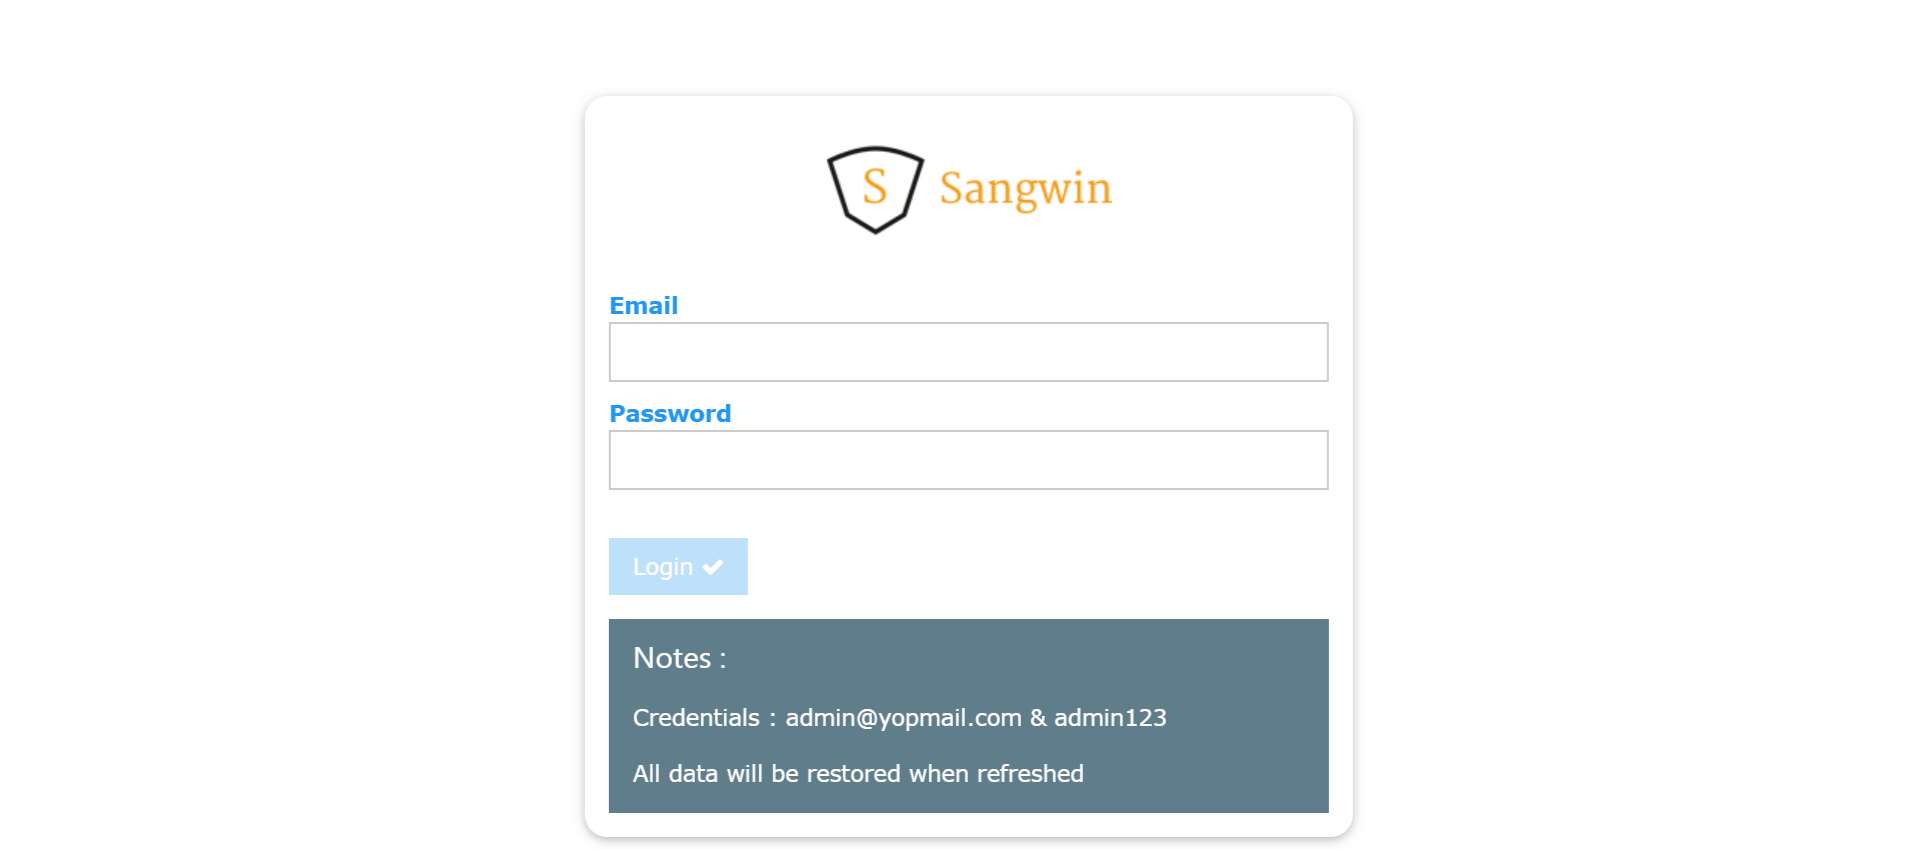 S Sangwin
Email
Password
Login
Notes :
Credentials : admin@yopmail.com & admin123
All data will be restored when refreshed